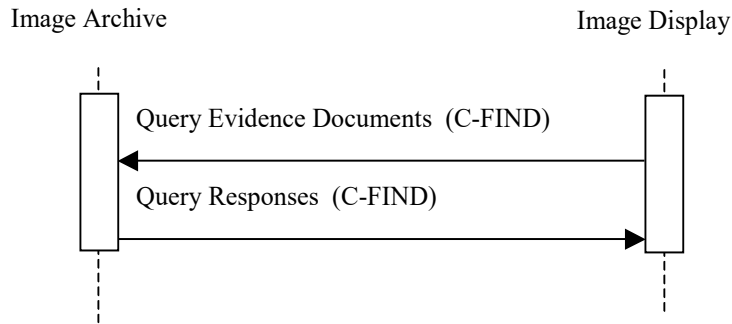 Image Archive
Image Display
Query Evidence Documents (C-FIND)
Query Responses (C-FIND)